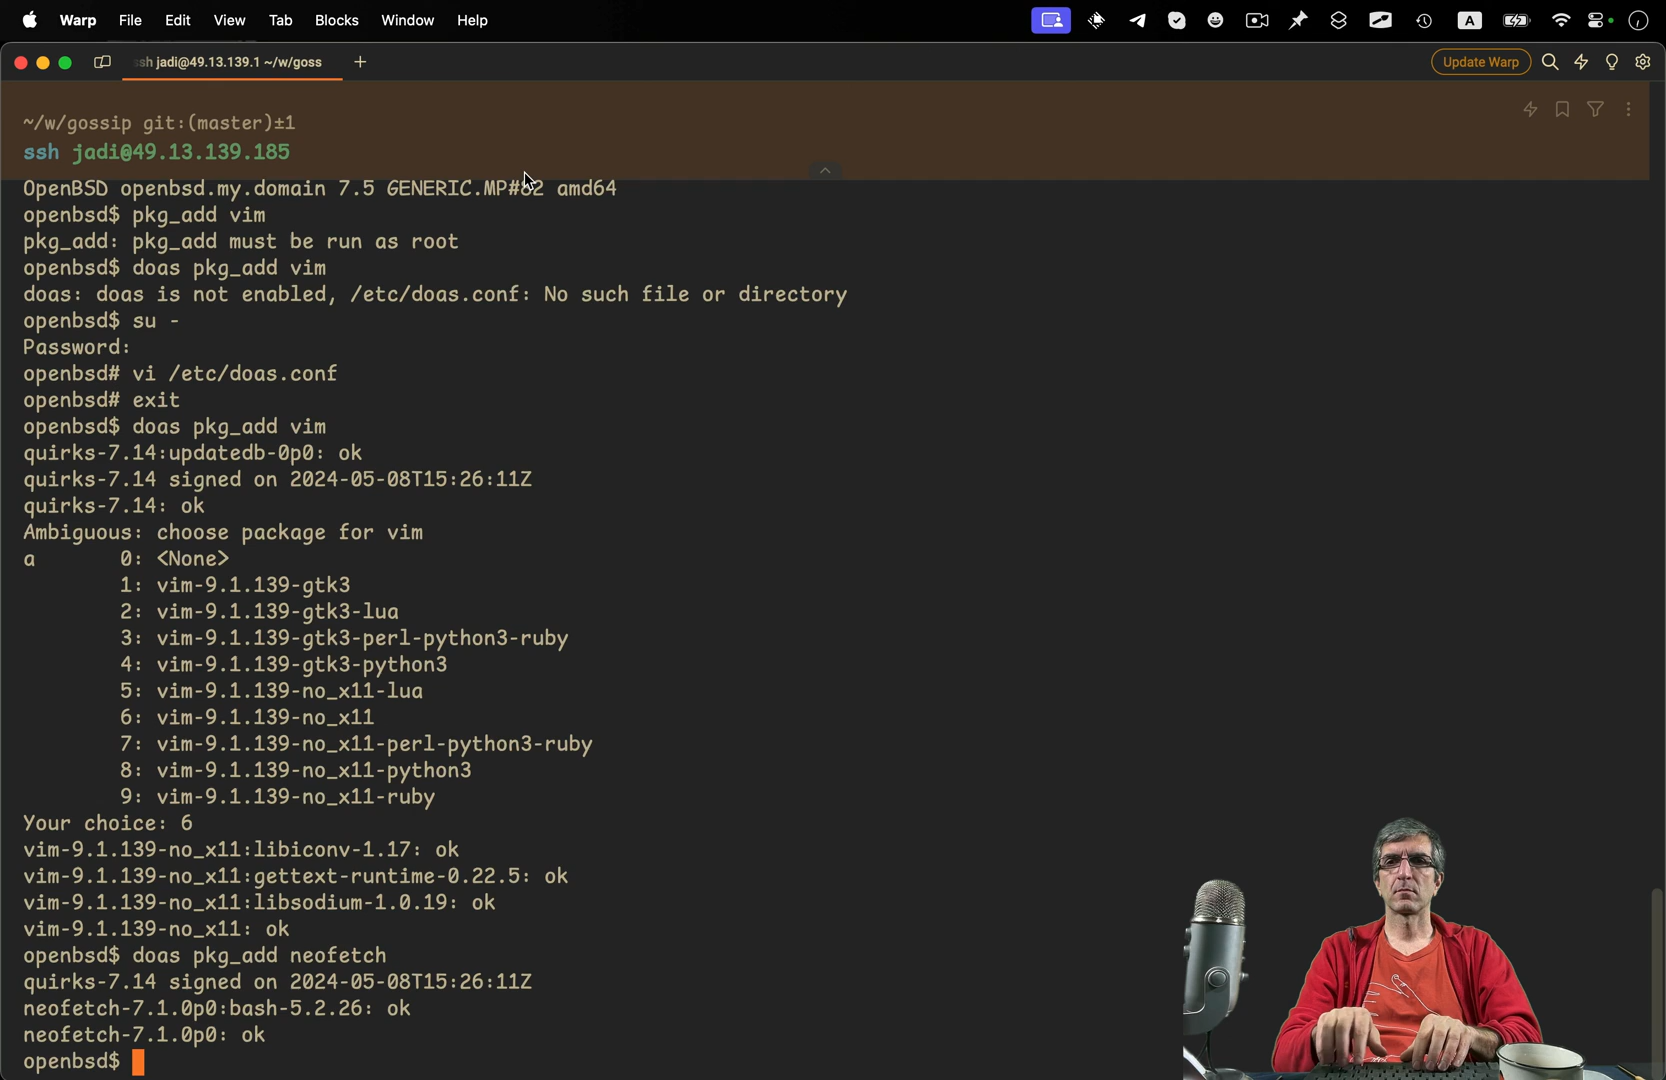 Warp File Edit View Tab Blocks Window Help A
ssh jadi@49.13.139.1 ~/w/goss + Update Warp
~/w/gossip git:(master)±1
ssh jadi@49.13.139.185
OpenBSD openbsd.my.domain 7.5 GENERIC.MP#82 amd64
openbsd$ pkg_add vim
pkg_add: pkg_add must be run as root
openbsd$ doas pkg_add vim
doas: doas is not enabled, /etc/doas.conf: No such file or directory
openbsd$ su -
Password:
openbsd# vi /etc/doas.conf
openbsd# exit
openbsd$ doas pkg_add vim
quirks-7.14:updatedb-0p0: ok
quirks-7.14 signed on 2024-05-08T15:26:11Z
quirks-7.14: ok
Ambiguous: choose package for vim
a 0: <None>
1: vim-9.1.139-gtk3
2: vim-9.1.139-gtk3-lua
3: vim-9.1.139-gtk3-perl-python3-ruby
4: vim-9.1.139-gtk3-python3
5: vim-9.1.139-no_x11-lua
6: vim-9.1.139-no_x11
7: vim-9.1.139-no_x11-perl-python3-ruby
8: vim-9.1.139-no_x11-python3
9: vim-9.1.139-no_x11-ruby
Your choice: 6
vim-9.1.139-no_x11:libiconv-1.17: ok
vim-9.1.139-no_x11:gettext-runtime-0.22.5: ok
vim-9.1.139-no_x11:libsodium-1.0.19: ok
vim-9.1.139-no_x11: ok
openbsd$ doas pkg_add neofetch
quirks-7.14 signed on 2024-05-08T15:26:11Z
neofetch-7.1.0p0:bash-5.2.26: ok
neofetch-7.1.0p0: ok
openbsd$